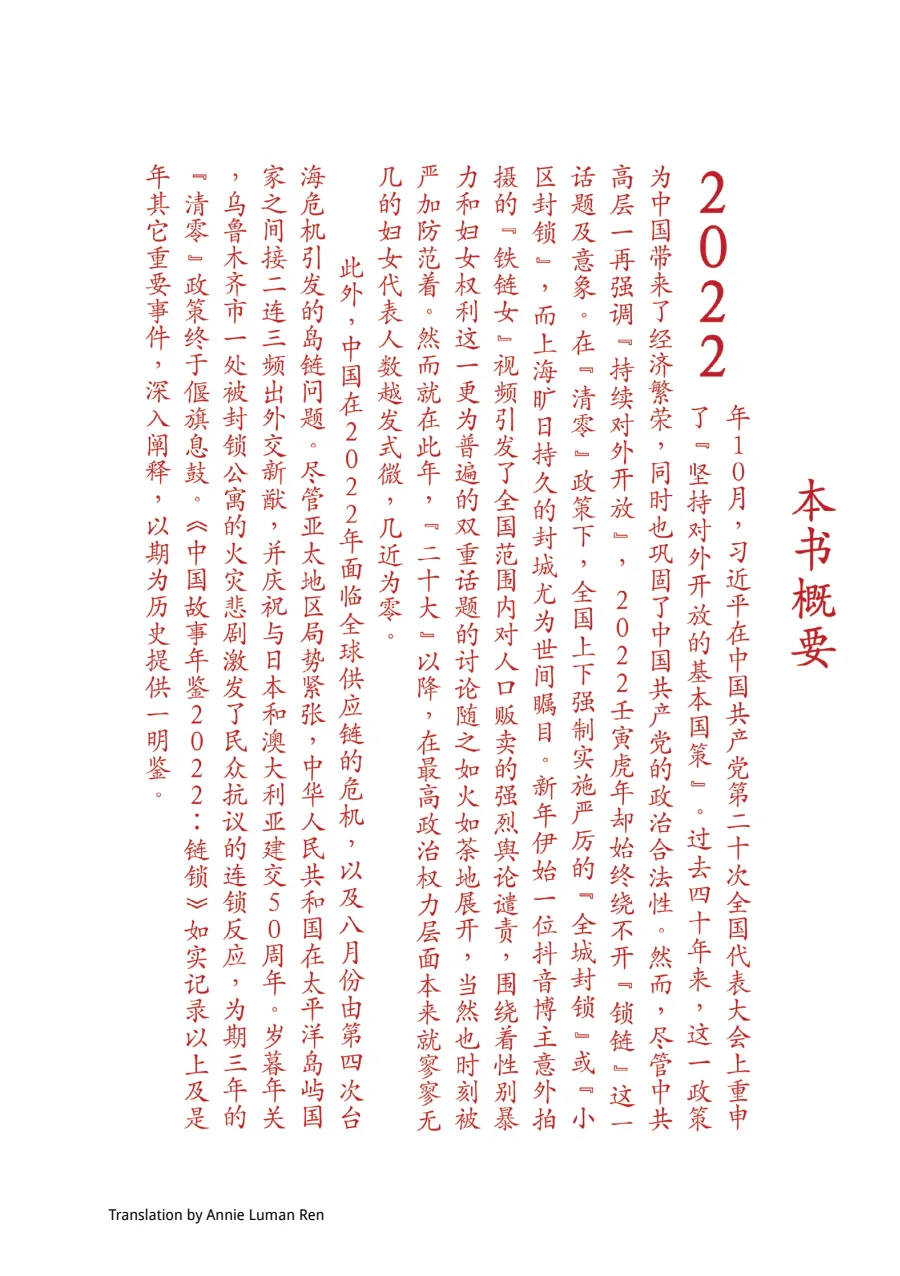 本书概要
2022
年10月，习近平在中国共产党第二十次全国代表大会上重申
了『坚持对外开放的基本国策』。过去四十年来，这一政策
为中国带来了经济繁荣，同时也巩固了中国共产党的政治合法性。然而，尽管中共
高层一再强调『持续对外开放』，2022壬寅虎年却始终绕不开『锁链』这一
话题及意象。在『清零』政策下，全国上下强制实施严厉的『全城封锁』或『小
区封锁』，而上海旷日持久的封城尤为世间瞩目。新年伊始一位抖音博主意外拍
摄的『铁链女』视频引发了全国范围内对人口贩卖的强烈舆论谴责，围绕着性别暴
力和妇女权利这一更为普遍的双重话题的讨论随之如火如荼地展开，当然也时刻被
严加防范着。然而就在此年，『二十大』以降，在最高政治权力层面本来就寥寥无
几的妇女代表人数越发式微，几近为零。
此外，中国在2022年面临全球供应链的危机，以及八月份由第四次台
海危机引发的岛链问题。尽管亚太地区局势紧张，中华人民共和国在太平洋岛屿国
家之间接二连三频出外交新猷，并庆祝与日本和澳大利亚建交50周年。岁暮年关
，乌鲁木齐市一处被封锁公寓的火灾悲剧激发了民众抗议的连锁反应，为期三年的
『清零』政策终于偃旗息鼓。《中国故事年鉴2022：链锁》如实记录以上及是
年其它重要事件，深入阐释，以期为历史提供一明鉴。
Translation by Annie Luman Ren